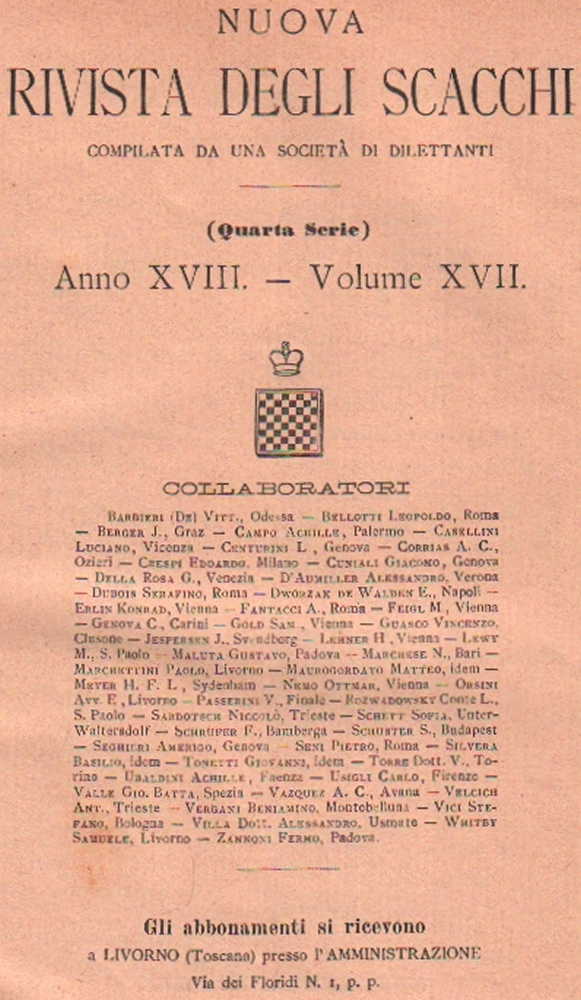 NUOVA
RIVISTA DEGLI SCACCHI
COMPILATA DA UNA SOCIETÀ DI DILETTANTI
(Quarta Serie)
Anno XVIII. — Volume XVII.
COLLABORATORI
BARBIERI (DE) VITT., Odessa — BELLOTTI LEOPOLDO, Roma
— BERGER J., Graz — CAMPO ACHILLE, Palermo — CASELLINI
LUCIANO, Vicenza — CENTURINI L., Genova — CORRIAS A. C.,
Ozieri — CRESPI EDOARDO, Milano — CUNIALI GIACOMO, Genova
— DELLA ROSA G., Venezia — D'AUMILLER ALESSANDRO, Verona
— DUBOIS SERAFINO, Roma — DWORZAK DE WALDEN E., Napoli —
ERLIN KONRAD, Vienna — FANTACCI A., Roma — FEIGL M., Vienna
— GENOVA C., Carini — GOLD SAM., Vienna — GUASCO VINCENZO,
Clusone — JESPERSEN J., Svendborg — LEHNER H., Vienna — LEWY
M., S. Paolo — MALUTA GUSTAVO, Padova — MARCHESE N., Bari —
MARCHETTINI PAOLO, Livorno — MAUROGORDATO MATTEO, idem —
MEYER H. F. L., Sydenham — NEMO OTTMAR, Vienna — ORSINI
AVV. E., Livorno — PASSERINI V., Finale — ROZWADOWSKY Conte L.,
S. Paolo — SARDOTSCH NICCOLÒ, Trieste — SCHETT SOFIA, Unter-
Waltersdolf — SCHRÜFER F., Bamberga — SCHUSTER S., Budapest
— SEGHIERI AMERIGO, Genova — SENI PIETRO, Roma — SILVERA
BASILIO, idem — TONETTI GIOVANNI, idem — TORRE Dott. V., To-
rino — UBALDINI ACHILLE, Faenza — USIGLI CARLO, Firenze —
VALLE GIO. BATTA, Spezia — VAZQUEZ A. C., Avana — VELCICH
ANT., Trieste — VERGANI BENIAMINO, Montebelluna — VICI STE-
FANO, Bologna — VILLA Dott. ALESSANDRO, Usmate — WHITBY
SAMUELE, Livorno — ZANNONI FERMO, Padova.
Gli abbonamenti si ricevono
a LIVORNO (Toscana) presso l'AMMINISTRAZIONE
Via dei Floridi N. 1, p. p.